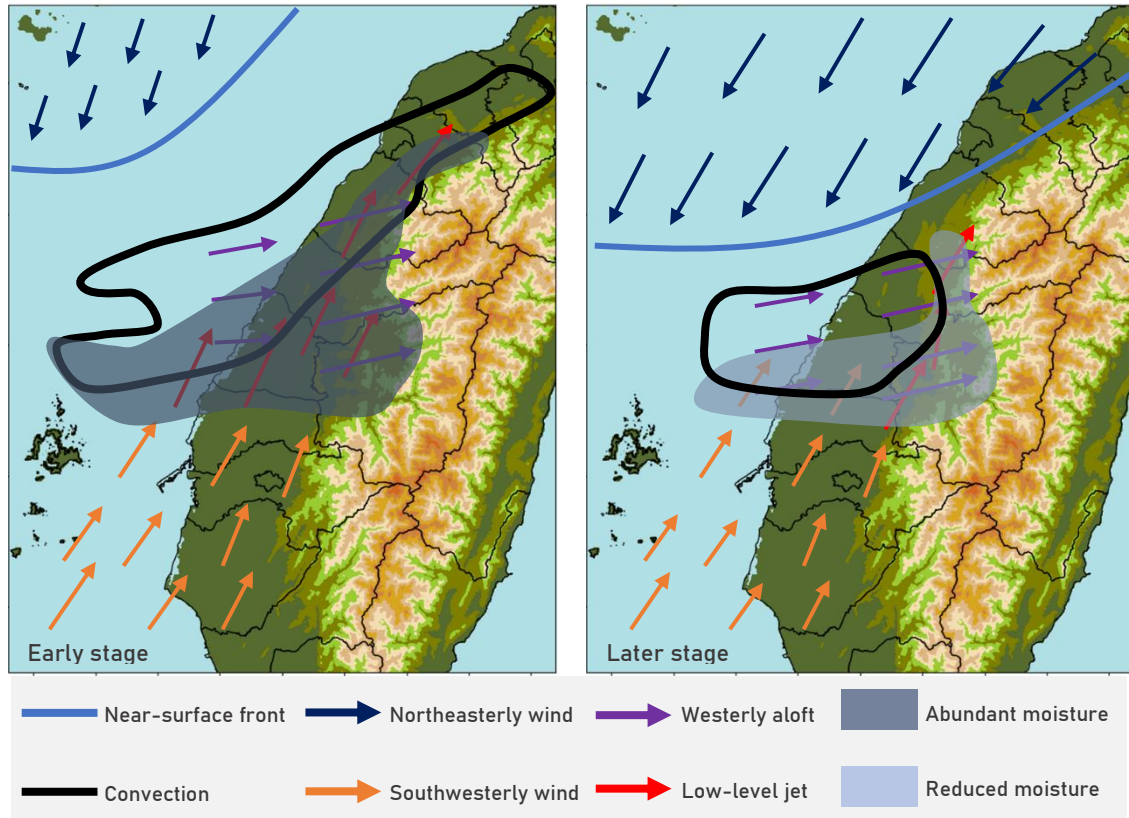 Early stage
Later stage
Near-surface front
Northeasterly wind
Westerly aloft
Abundant moisture
Convection
Southwesterly wind
Low-level jet
Reduced moisture